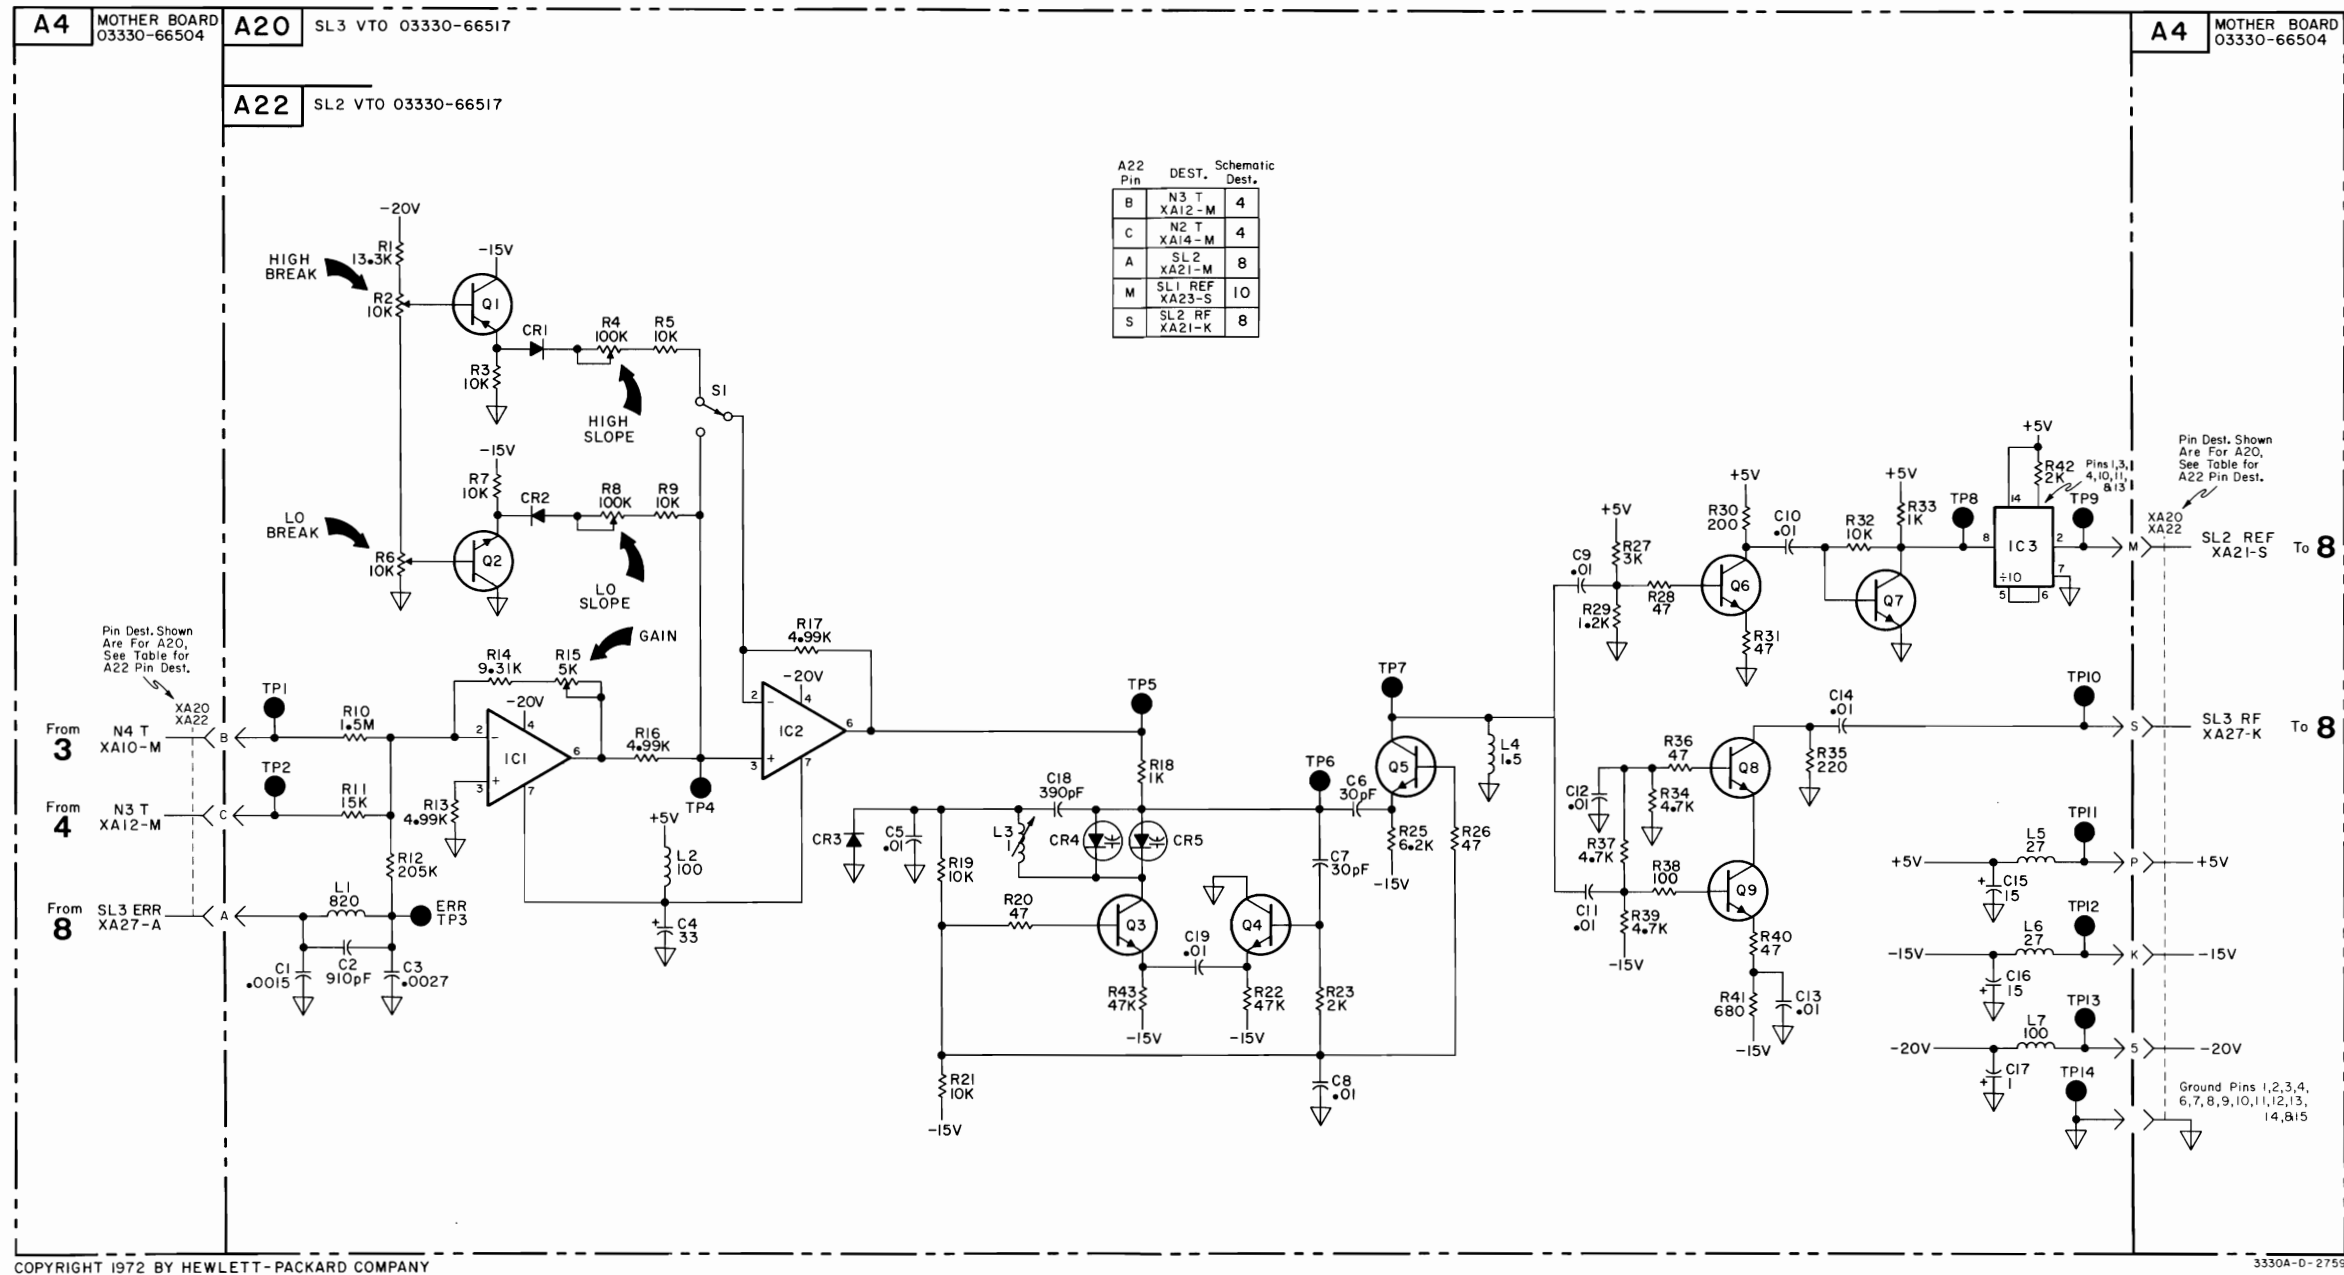 A4
MOTHER BOARD
03330-66504
A20
SL3 VTO 03330-66517
A22
SL2 VTO 03330-66517
A4
MOTHER BOARD
03330-66504
A22 Pin
DEST.
Schematic Dest.
B
N3 T
XA12-M
4
C
N2 T
XA14-M
4
A
SL2
XA21-M
8
M
SL1 REF
XA23-S
10
S
SL2 RF
XA21-K
8
-20V
R1
13.3K
HIGH
BREAK
R2
10K
-15V
Q1
CR1
R4
100K
R5
10K
R3
10K
HIGH
SLOPE
S1
-15V
R7
10K
CR2
R8
100K
R9
10K
LO
BREAK
R6
10K
Q2
LO
SLOPE
Pin Dest. Shown
Are For A20,
See Table for
A22 Pin Dest.
XA20
XA22
GAIN
R14
9.31K
R15
5K
R17
4.99K
-20V
4
-20V
4
TP1
From
3
N4 T
XA10-M
B
R10
1.5M
2
-
IC1
6
+
3
7
R16
4.99K
2
-
IC2
6
+
3
7
TP4
TP2
From
4
N3 T
XA12-M
C
R11
15K
R13
4.99K
R12
205K
+5V
L2
100
C4
33
+
From
8
SL3 ERR
XA27-A
A
L1
820
ERR
TP3
C1
.0015
C2
910pF
C3
.0027
TP5
R18
1K
C18
390pF
TP6
C6
30pF
TP7
Q5
L4
1.5
CR3
C5
.01
R19
10K
L3
1
CR4
CR5
C7
30pF
R25
6.2K
-15V
R26
47
R20
47
Q3
C19
.01
Q4
R43
47K
-15V
R22
47K
-15V
R23
2K
R21
10K
-15V
C8
.01
+5V
R27
3K
C9
.01
R29
1.2K
R28
47
+5V
R30
200
Q6
R31
47
C10
.01
R32
10K
+5V
R33
1K
Q7
TP8
+5V
R42
2K
Pins 1,3,
4,10,11,
&13
14
8
IC3
÷10
2
7
5
6
TP9
Pin Dest. Shown
Are For A20,
See Table for
A22 Pin Dest.
XA20
XA22
M
SL2 REF
XA21-S
To 8
C12
.01
R34
4.7K
R36
47
Q8
C14
.01
R35
220
TP10
S
SL3 RF
XA27-K
To 8
R37
4.7K
R38
100
Q9
C11
.01
R39
4.7K
-15V
R40
47
R41
680
C13
.01
-15V
+5V
L5
27
TP11
P
+5V
+
C15
15
-15V
L6
27
TP12
K
-15V
+
C16
15
-20V
L7
100
TP13
5
-20V
+
C17
1
TP14
Ground Pins 1,2,3,4,
6,7,8,9,10,11,12,13,
14,&15
COPYRIGHT 1972 BY HEWLETT-PACKARD COMPANY
3330A-D-2759